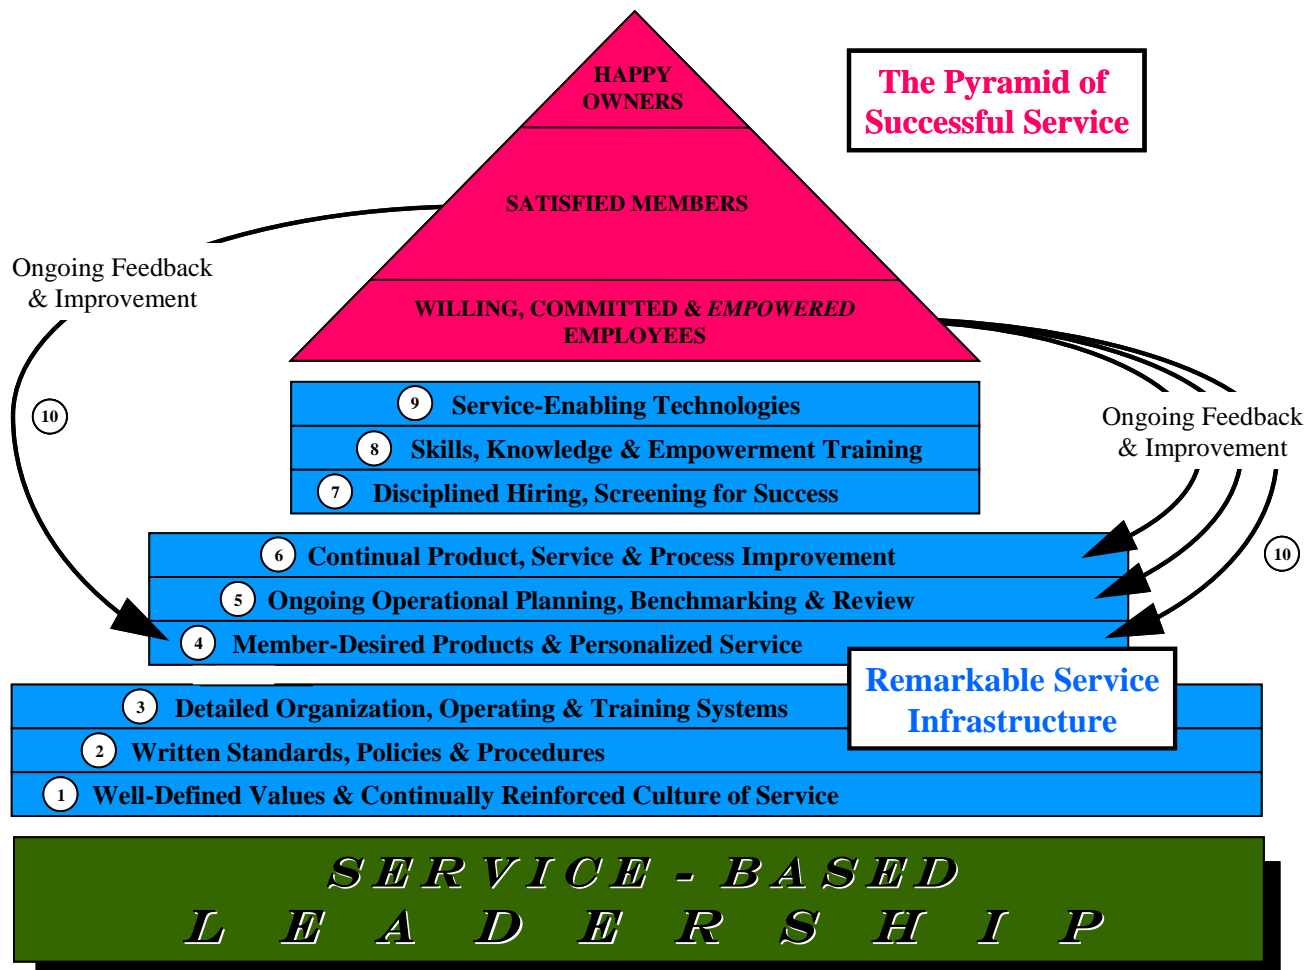 HAPPY
OWNERS
The Pyramid of
Successful Service
SATISFIED MEMBERS
Ongoing Feedback
& Improvement
WILLING, COMMITTED & EMPOWERED
EMPLOYEES
10
9 Service-Enabling Technologies
8 Skills, Knowledge & Empowerment Training
7 Disciplined Hiring, Screening for Success
Ongoing Feedback
& Improvement
10
6 Continual Product, Service & Process Improvement
5 Ongoing Operational Planning, Benchmarking & Review
4 Member-Desired Products & Personalized Service
Remarkable Service
Infrastructure
3 Detailed Organization, Operating & Training Systems
2 Written Standards, Policies & Procedures
1 Well-Defined Values & Continually Reinforced Culture of Service
SERVICE - BASED
LEADERSHIP